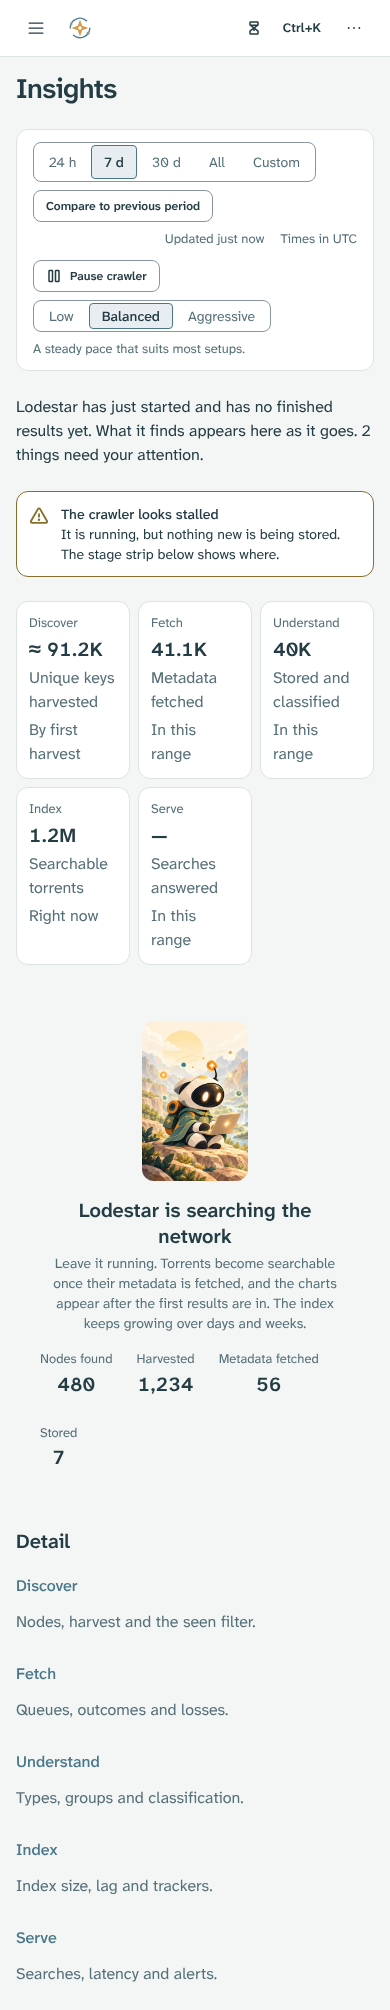 Ctrl+K
...
Insights
24 h
7 d
30 d
All
Custom
Compare to previous period
Updated just now
Times in UTC
Pause crawler
Low
Balanced
Aggressive
A steady pace that suits most setups.
Lodestar has just started and has no finished
results yet. What it finds appears here as it goes. 2
things need your attention.
The crawler looks stalled
It is running, but nothing new is being stored.
The stage strip below shows where.
Discover
≈ 91.2K
Unique keys
harvested
By first
harvest
Fetch
41.1K
Metadata
fetched
In this
range
Understand
40K
Stored and
classified
In this
range
Index
1.2M
Searchable
torrents
Right now
Serve
—
Searches
answered
In this
range
Lodestar is searching the
network
Leave it running. Torrents become searchable
once their metadata is fetched, and the charts
appear after the first results are in. The index
keeps growing over days and weeks.
Nodes found
480
Harvested
1,234
Metadata fetched
56
Stored
7
Detail
Discover
Nodes, harvest and the seen filter.
Fetch
Queues, outcomes and losses.
Understand
Types, groups and classification.
Index
Index size, lag and trackers.
Serve
Searches, latency and alerts.